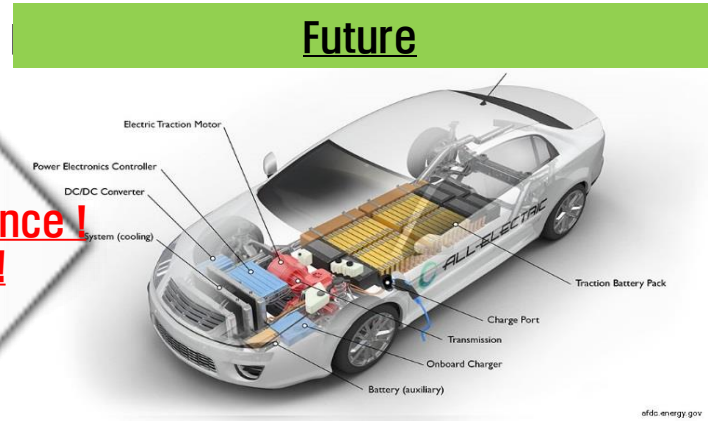 Future
Electric Traction Motor
Power Electronics Controller
DC/DC Converter
nce !
System (cooling)
!
ALL-ELECTRIC
Traction Battery Pack
Charge Port
Transmission
Onboard Charger
Battery (auxiliary)
afdc.energy.gov